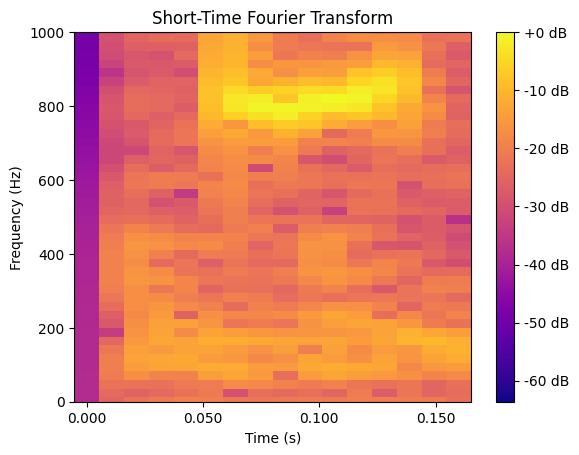 Short-Time Fourier Transform
Frequency (Hz)
1000
800
600
400
200
0
0.000
0.050
0.100
0.150
Time (s)
+0 dB
-10 dB
-20 dB
-30 dB
-40 dB
-50 dB
-60 dB